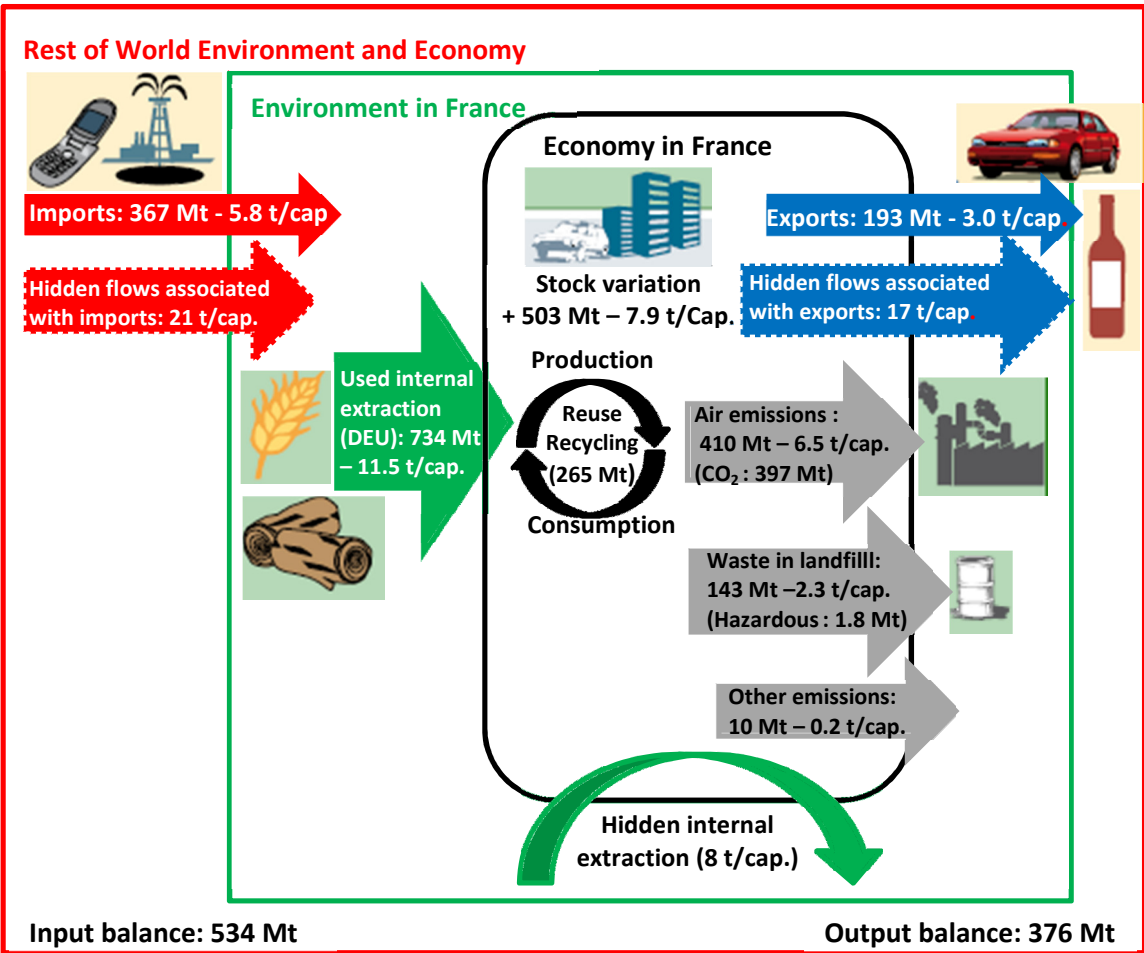 Rest of World Environment and Economy
Environment in France
Economy in France
Imports: 367 Mt - 5.8 t/cap
Exports: 193 Mt - 3.0 t/cap.
Hidden flows associated
with imports: 21 t/cap.
Stock variation
+ 503 Mt – 7.9 t/Cap.
Hidden flows associated
with exports: 17 t/cap.
Used internal
extraction
(DEU): 734 Mt
– 11.5 t/cap.
Production
Reuse
Recycling
(265 Mt)
Consumption
Air emissions :
410 Mt – 6.5 t/cap.
(CO₂ : 397 Mt)
Waste in landfilll:
143 Mt –2.3 t/cap.
(Hazardous : 1.8 Mt)
Other emissions:
10 Mt – 0.2 t/cap.
Hidden internal
extraction (8 t/cap.)
Input balance: 534 Mt
Output balance: 376 Mt